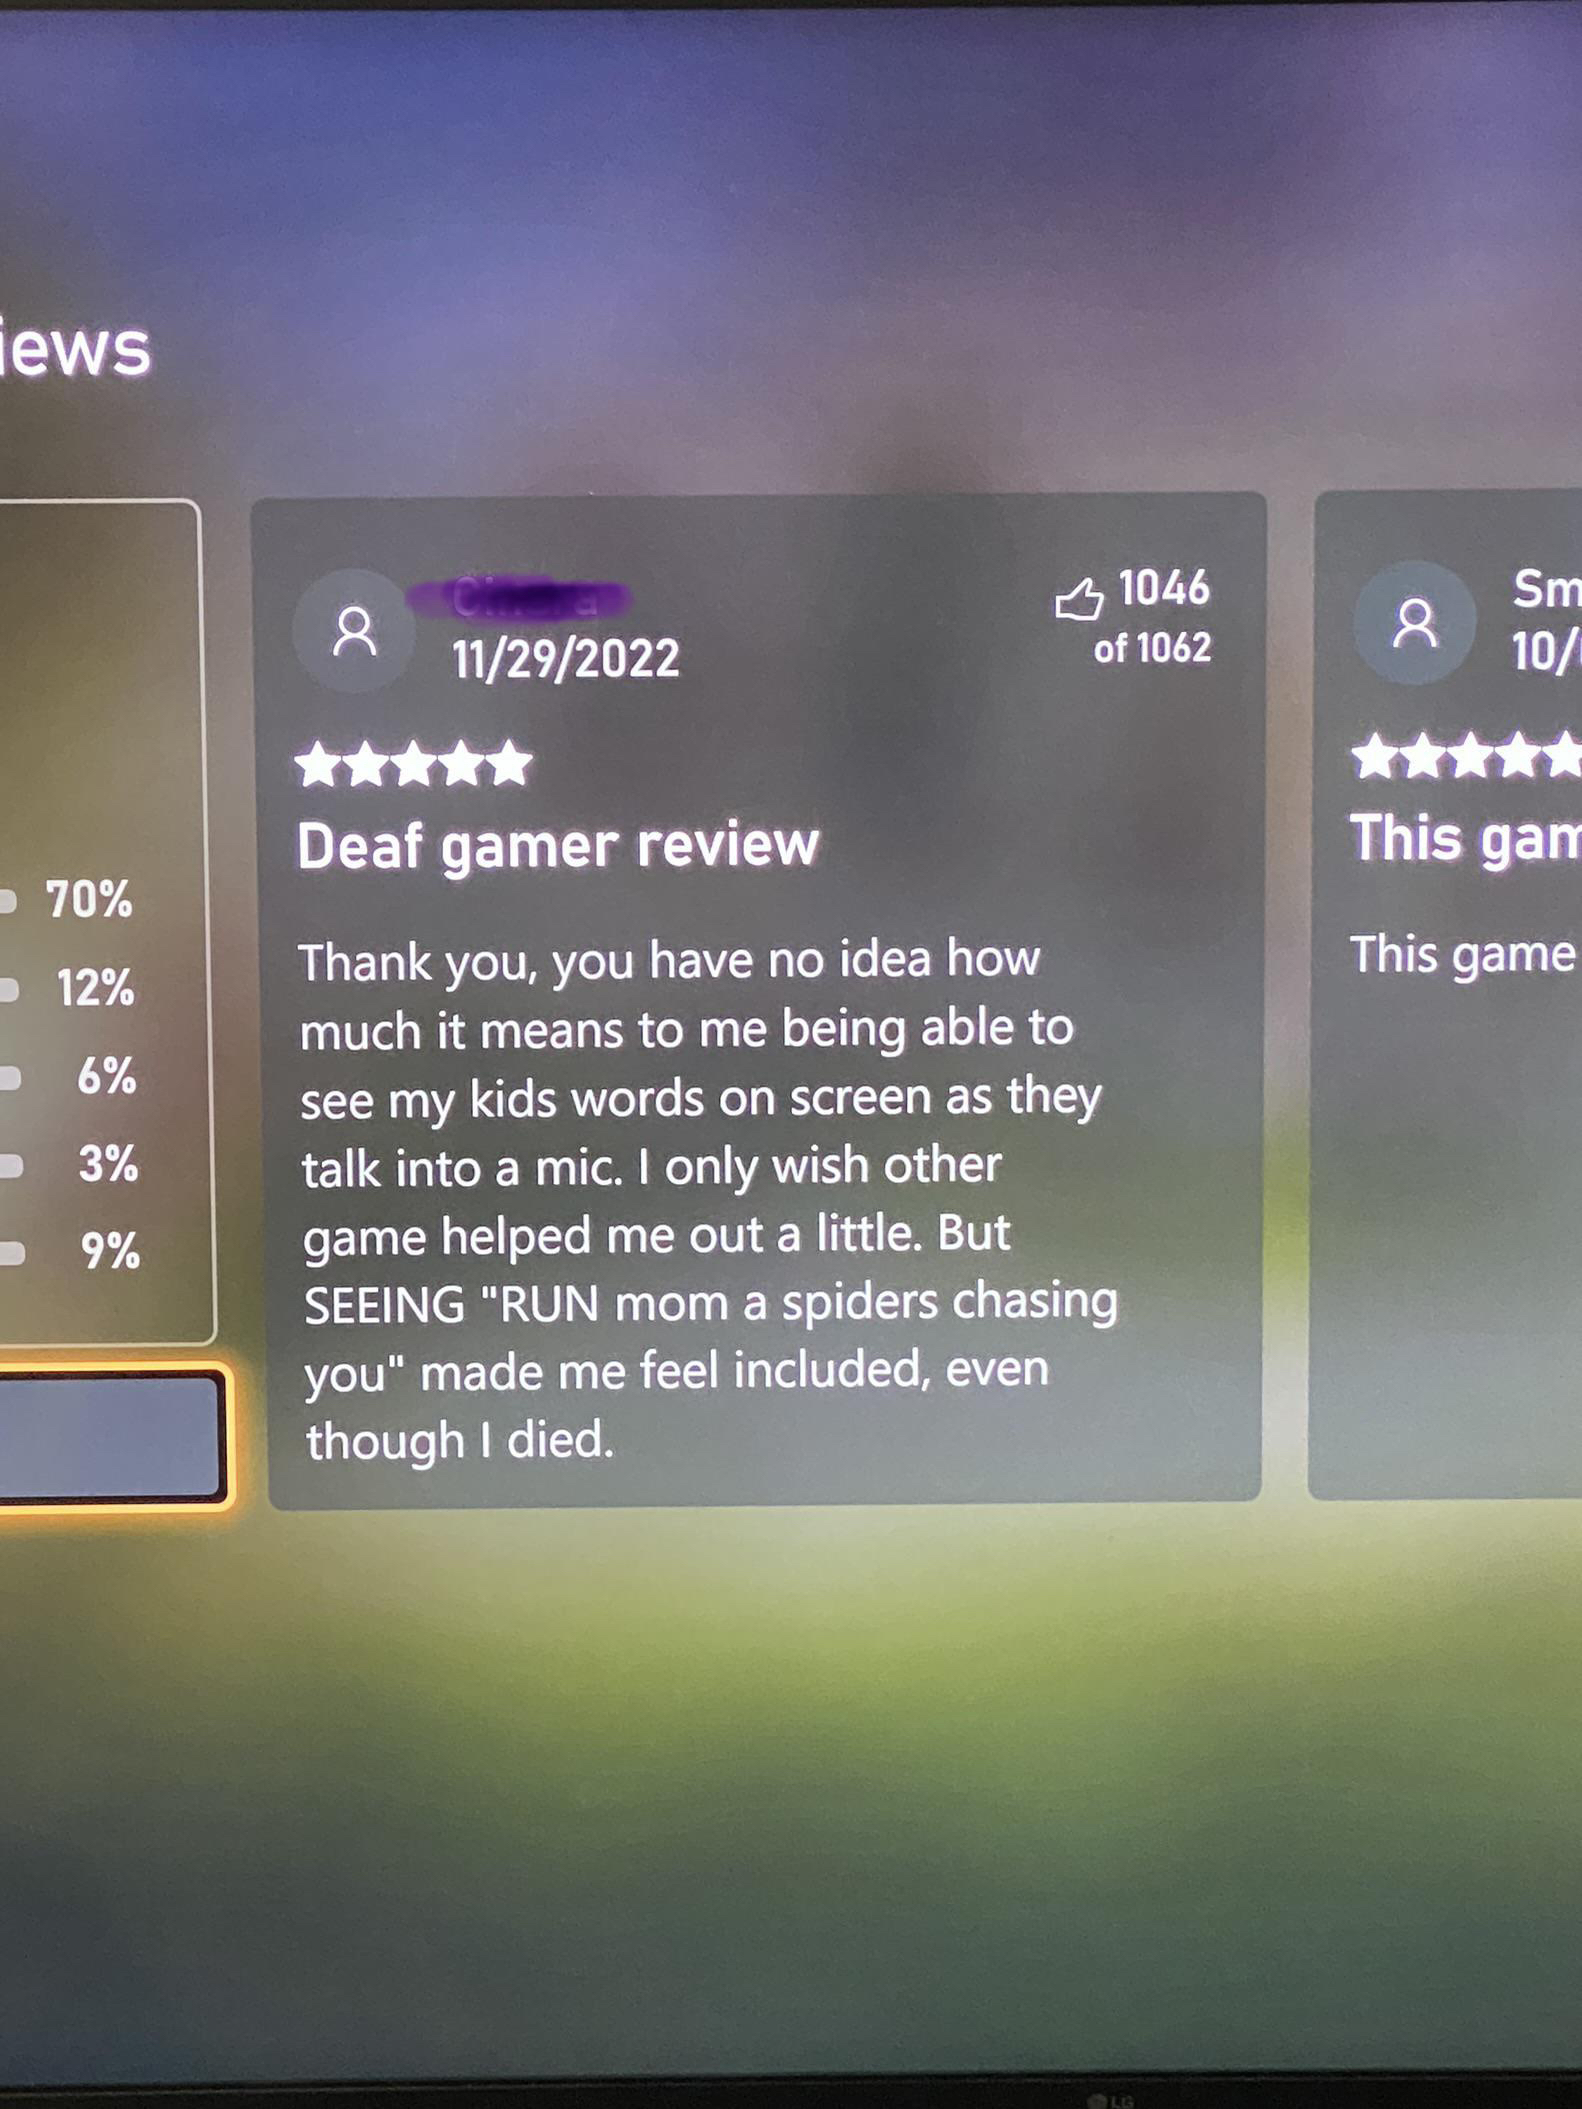 iews
70%
12%
6%
3%
9%
11/29/2022
1046
of 1062
Deaf gamer review
Thank you, you have no idea how
much it means to me being able to
see my kids words on screen as they
talk into a mic. I only wish other
game helped me out a little. But
SEEING "RUN mom a spiders chasing
you" made me feel included, even
though I died.
Sm
10/
This gam
This game
LG